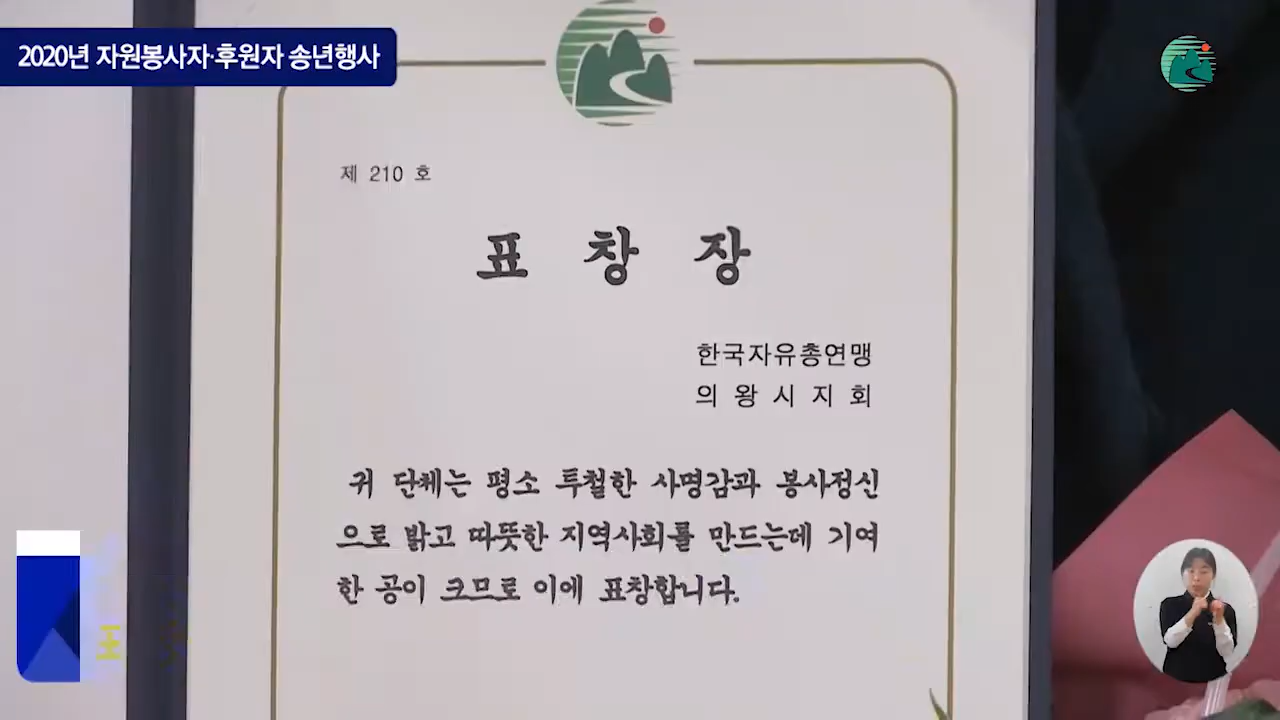 2020년 자원봉사자·후원자 송년행사
제 210 호
표 창 장
한국자유총연맹
의 왕 시 지 회
귀 단체는 평소 투철한 사명감과 봉사정신
으로 밝고 따뜻한 지역사회를 만드는데 기여
한 공이 크므로 이에 표창합니다.
표